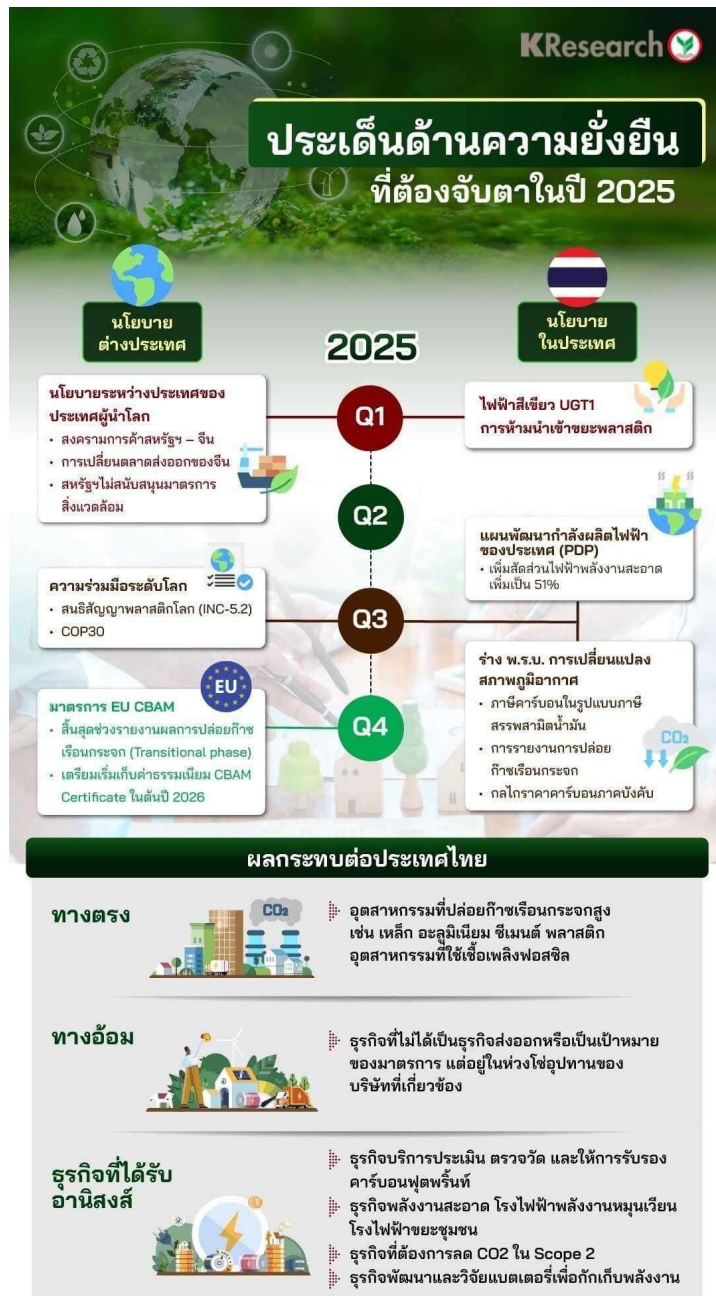 KResearch
ประเด็นด้านความยั่งยืน
ที่ต้องจับตาในปี 2025
นโยบาย
ต่างประเทศ
2025
นโยบาย
ในประเทศ
นโยบายระหว่างประเทศของ
ประเทศผู้นำโลก
• สงครามการค้าสหรัฐฯ – จีน
• การเปลี่ยนตลาดส่งออกของจีน
• สหรัฐฯไม่สนับสนุนมาตรการ
สิ่งแวดล้อม
Q1
ไฟฟ้าสีเขียว UGT1
การห้ามนำเข้าขยะพลาสติก
Q2
แผนพัฒนากำลังผลิตไฟฟ้า
ของประเทศ (PDP)
• เพิ่มสัดส่วนไฟฟ้าพลังงานสะอาด
เพิ่มเป็น 51%
ความร่วมมือระดับโลก
• สนธิสัญญาพลาสติกโลก (INC-5.2)
• COP30
Q3
ร่าง พ.ร.บ. การเปลี่ยนแปลง
สภาพภูมิอากาศ
• ภาษีคาร์บอนในรูปแบบภาษี
สรรพสามิตน้ำมัน
• การรายงานการปล่อย
ก๊าซเรือนกระจก
• กลไกราคาคาร์บอนภาคบังคับ
CO2
EU
มาตรการ EU CBAM
• สิ้นสุดช่วงรายงานผลการปล่อยก๊าซ
เรือนกระจก (Transitional phase)
• เตรียมเริ่มเก็บค่าธรรมเนียม CBAM
Certificate ในต้นปี 2026
Q4
ผลกระทบต่อประเทศไทย
ทางตรง
CO2
อุตสาหกรรมที่ปล่อยก๊าซเรือนกระจกสูง
เช่น เหล็ก อะลูมิเนียม ซีเมนต์ พลาสติก
อุตสาหกรรมที่ใช้เชื้อเพลิงฟอสซิล
ทางอ้อม
ธุรกิจที่ไม่ได้เป็นธุรกิจส่งออกหรือเป็นเป้าหมาย
ของมาตรการ แต่อยู่ในห่วงโซ่อุปทานของ
บริษัทที่เกี่ยวข้อง
ธุรกิจที่ได้รับ
อานิสงส์
ธุรกิจบริการประเมิน ตรวจวัด และให้การรับรอง
คาร์บอนฟุตพริ้นท์
ธุรกิจพลังงานสะอาด โรงไฟฟ้าพลังงานหมุนเวียน
โรงไฟฟ้าขยะชุมชน
ธุรกิจที่ต้องการลด CO2 ใน Scope 2
ธุรกิจพัฒนาและวิจัยแบตเตอรี่เพื่อกักเก็บพลังงาน